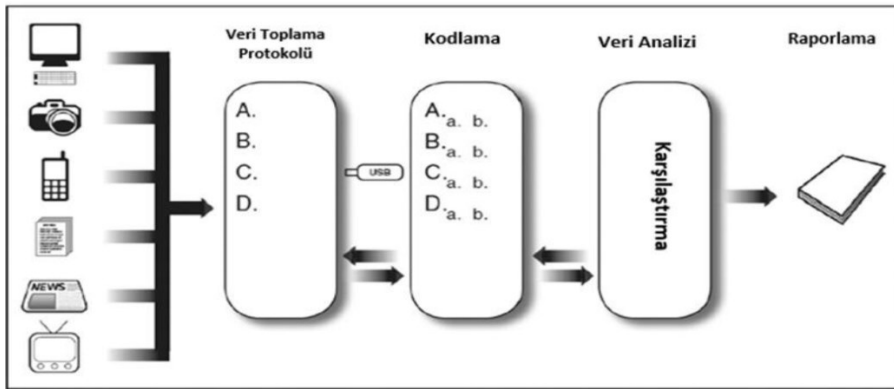 Veri Toplama
Protokolü
Kodlama
Veri Analizi
Raporlama
A.
B.
C.
D.
USB
A. a. b.
B. a. b.
C. a. b.
D. a. b.
Karşılaştırma
NEWS